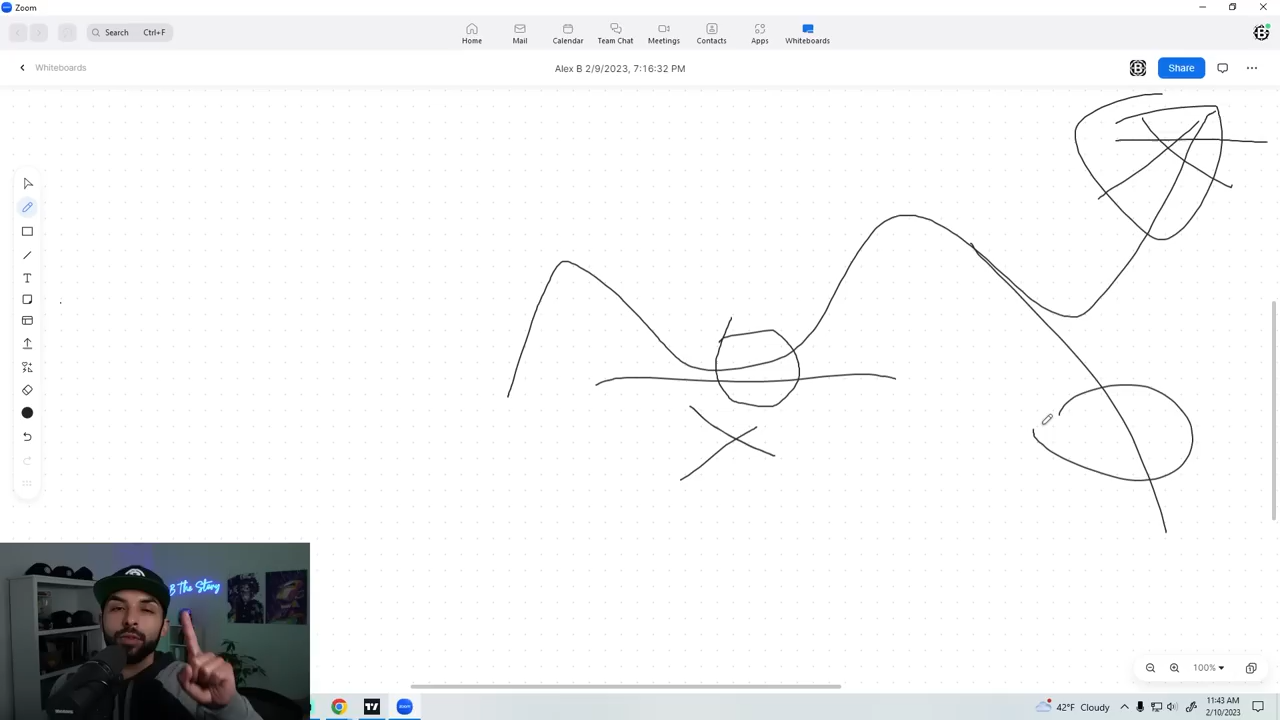 Zoom
Search Ctrl+F
Home
Mail
Calendar
Team Chat
Meetings
Contacts
Apps
Whiteboards
Whiteboards
Alex B 2/9/2023, 7:16:32 PM
Share
T
B The Story
100%
zoom
42°F Cloudy
11:43 AM
2/10/2023